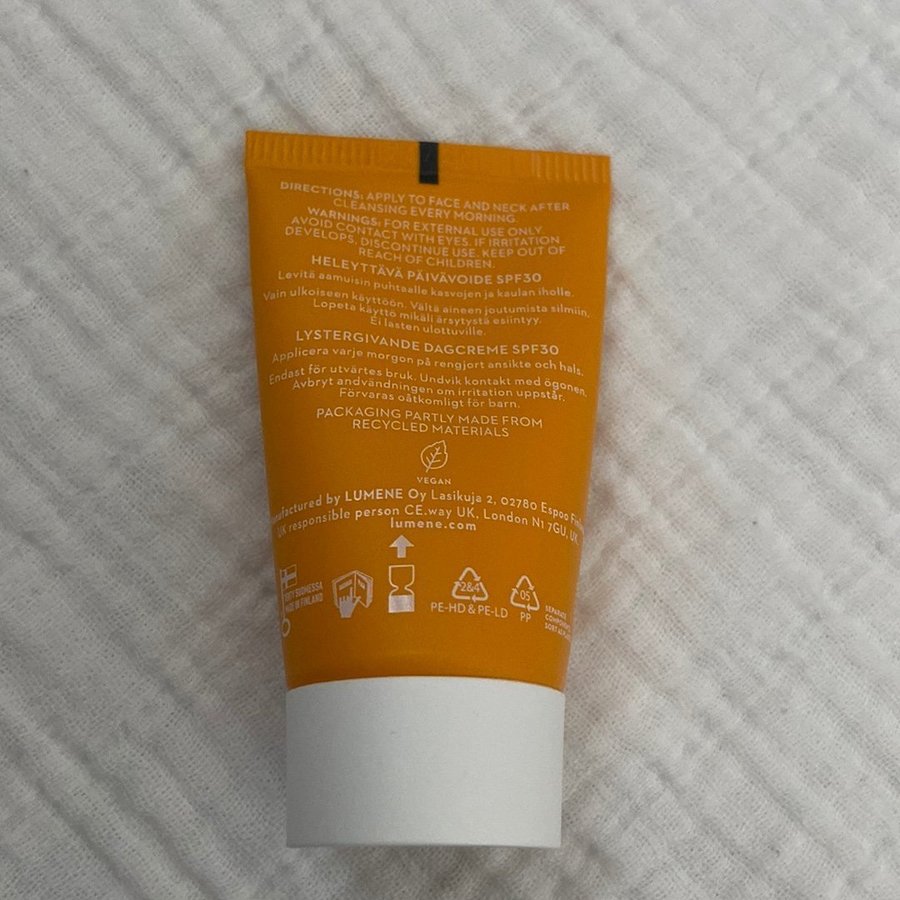 DIRECTIONS: APPLY TO FACE AND NECK AFTER
CLEANSING EVERY MORNING.
WARNINGS: FOR EXTERNAL USE ONLY.
AVOID CONTACT WITH EYES. IF IRRITATION
DEVELOPS, DISCONTINUE USE. KEEP OUT OF
REACH OF CHILDREN.
HELEYTTÄVÄ PÄIVÄVOIDE SPF30
Levitä aamuisin puhtaalle kasvojen ja kaulan iholle.
Vain ulkoiseen käyttöön. Vältä aineen joutumista silmiin.
Lopeta käyttö mikäli ärsytystä esiintyy.
Ei lasten ulottuville.
LYSTERGIVANDE DAGCREME SPF30
Applicera varje morgon på rengjort ansikte och hals.
Endast för utvärtes bruk. Undvik kontakt med ögonen.
Avbryt andvändningen om irritation uppstår.
Förvaras oåtkomligt för barn.
PACKAGING PARTLY MADE FROM
RECYCLED MATERIALS
VEGAN
nufactured by LUMENE Oy Lasikuja 2, 02780 Espoo Finl
UK responsible person CE.way UK, London N1 7GU, UK
lumene.com
SUOMESSA
MADE IN FINLAND
2&4
PE-HD & PE-LD
05
PP
SEPARATE